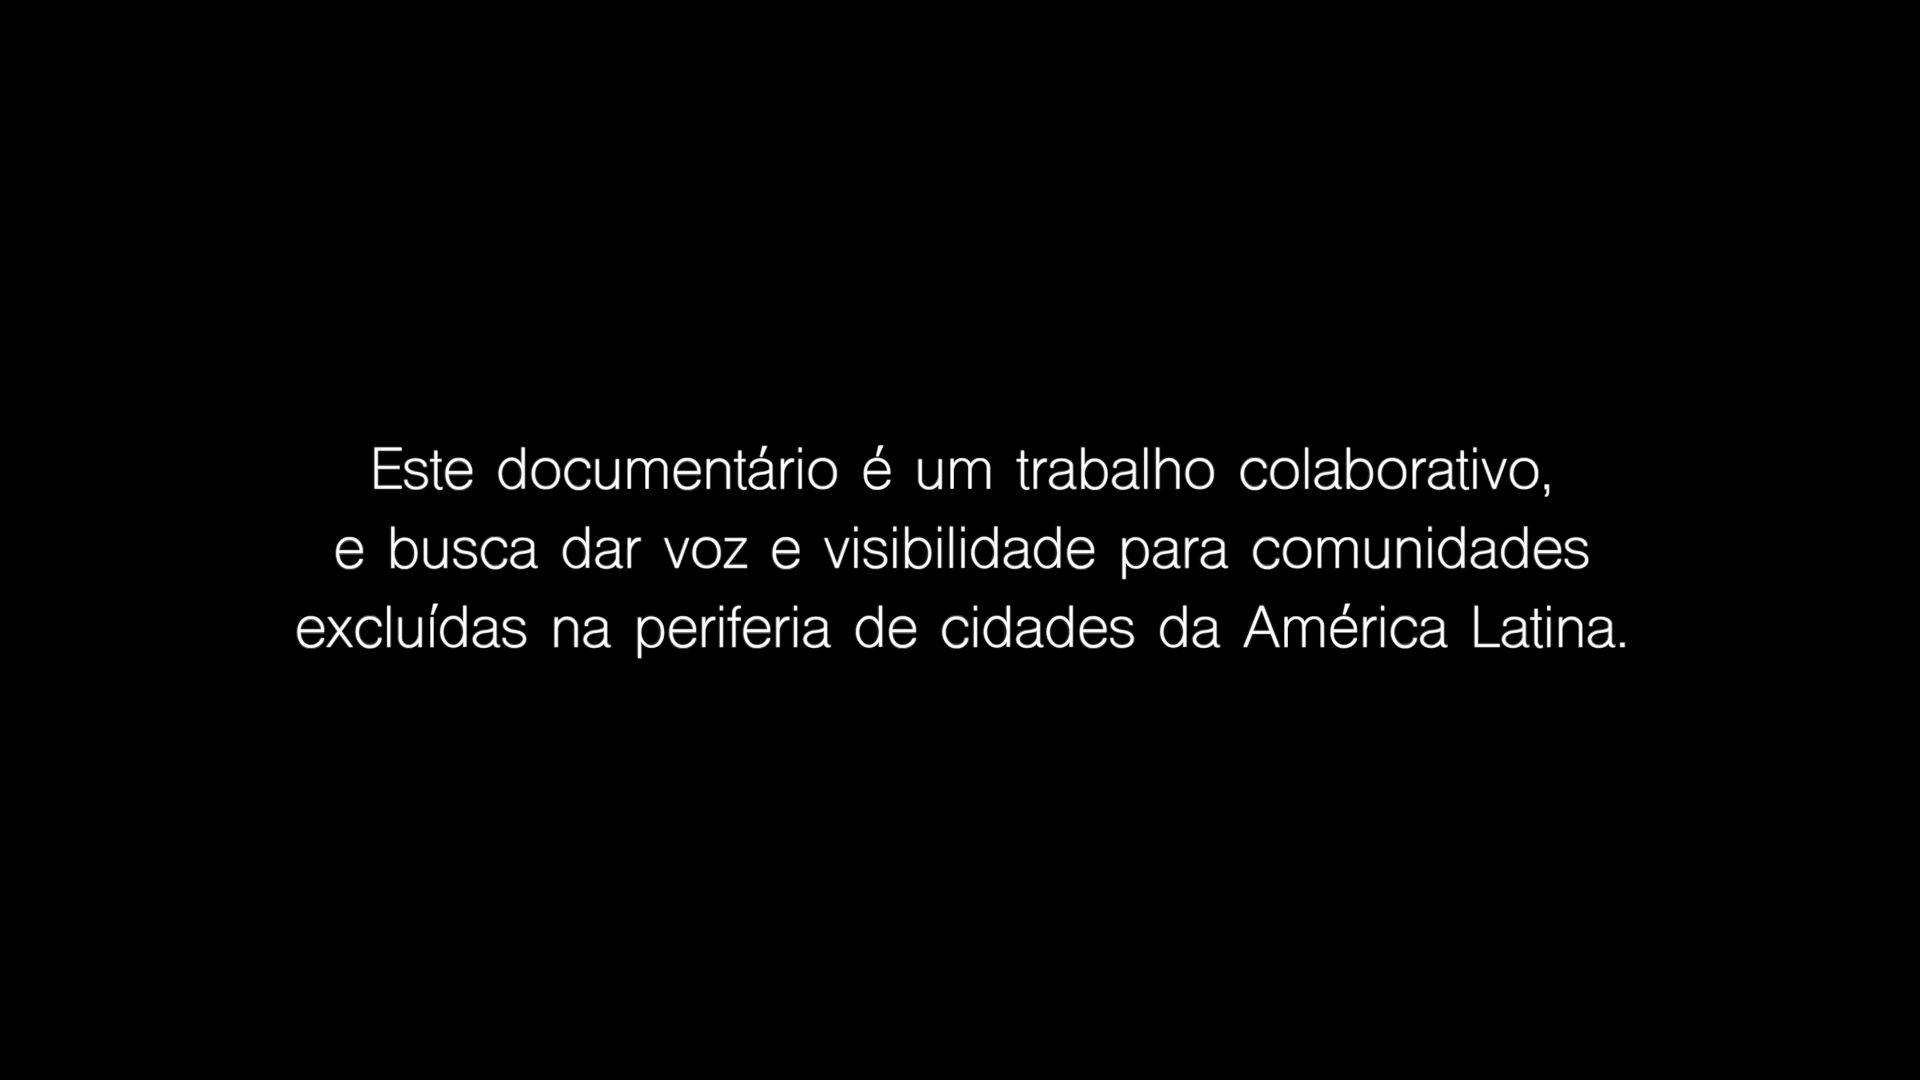 Este documentário é um trabalho colaborativo,
e busca dar voz e visibilidade para comunidades
excluídas na periferia de cidades da América Latina.